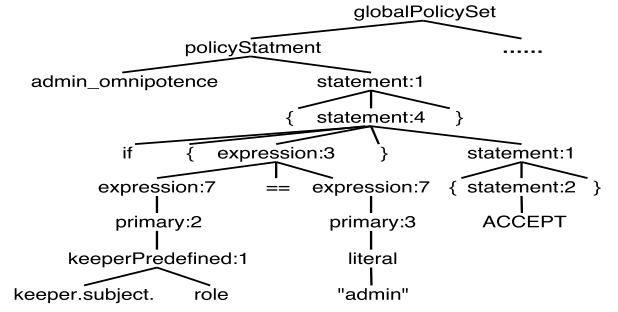 globalPolicySet
policyStatment ......
admin_omnipotence statement:1
{ statement:4 }
if { expression:3 } statement:1
expression:7 == expression:7 { statement:2 }
primary:2 primary:3 ACCEPT
keeperPredefined:1 literal
keeper.subject. role "admin"